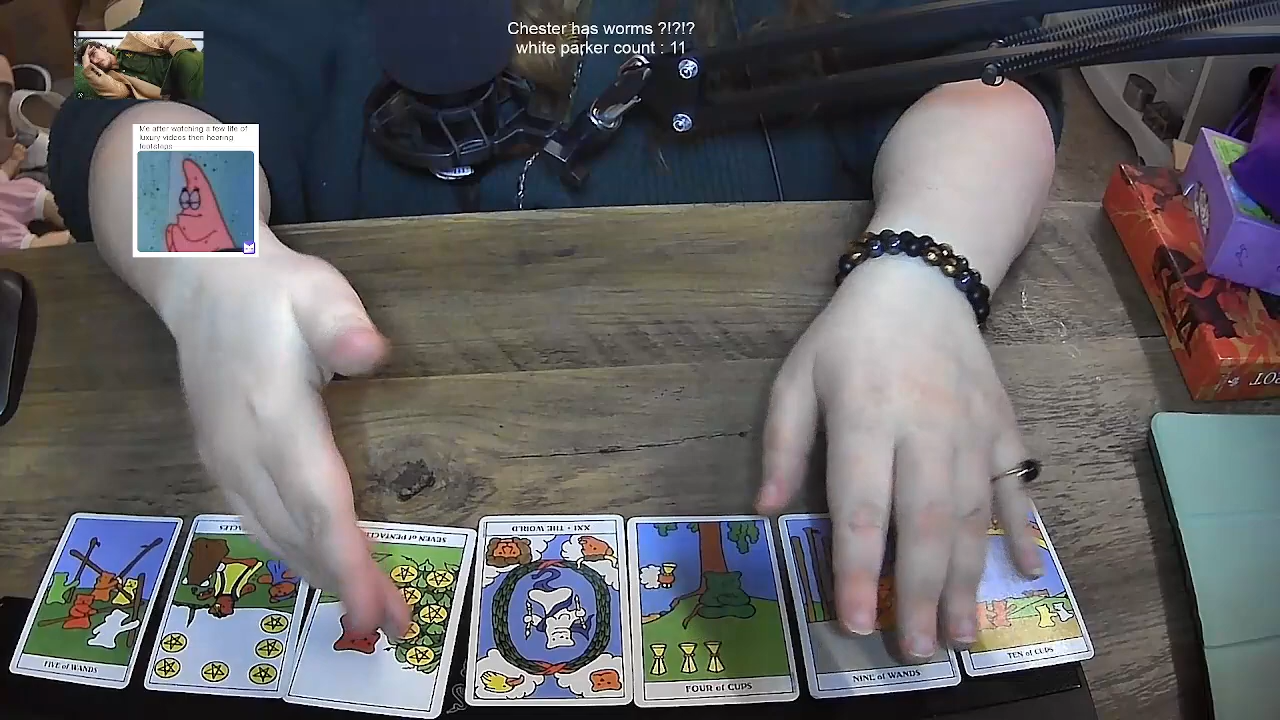 Chester has worms ?!?!?
white parker count : 11
Me after watching a few life of
luxury videos then hearing
footsteps
SEVEN of PENTACLES
XXI • THE WORLD
FIVE of WANDS
FOUR of CUPS
NINE of WANDS
TEN of CUPS